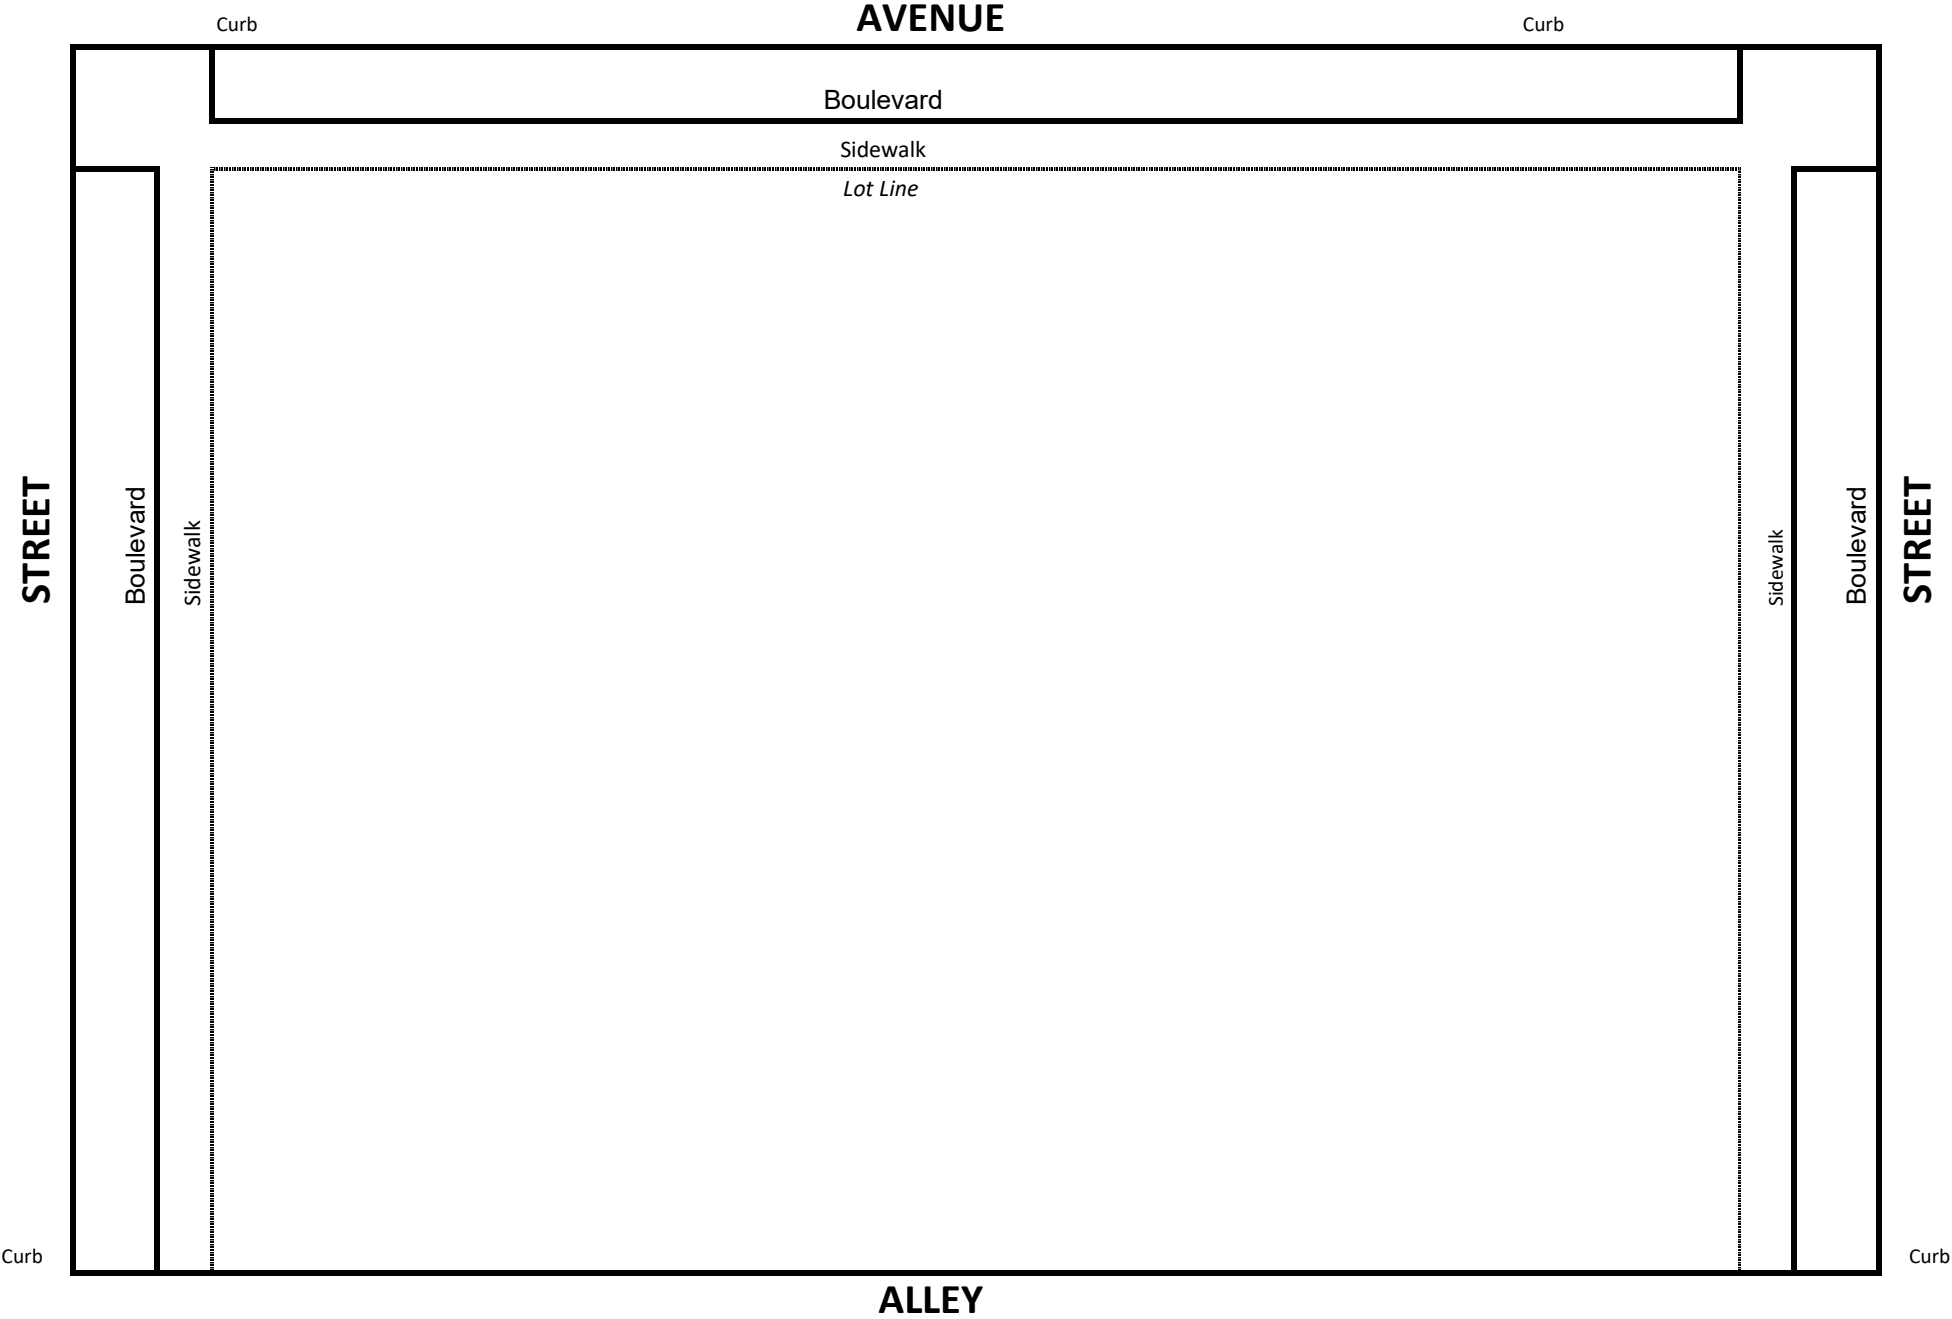 AVENUE
Curb
Curb
Boulevard
Sidewalk
Lot Line
STREET
Boulevard
Sidewalk
Sidewalk
Boulevard
STREET
Curb
Curb
ALLEY